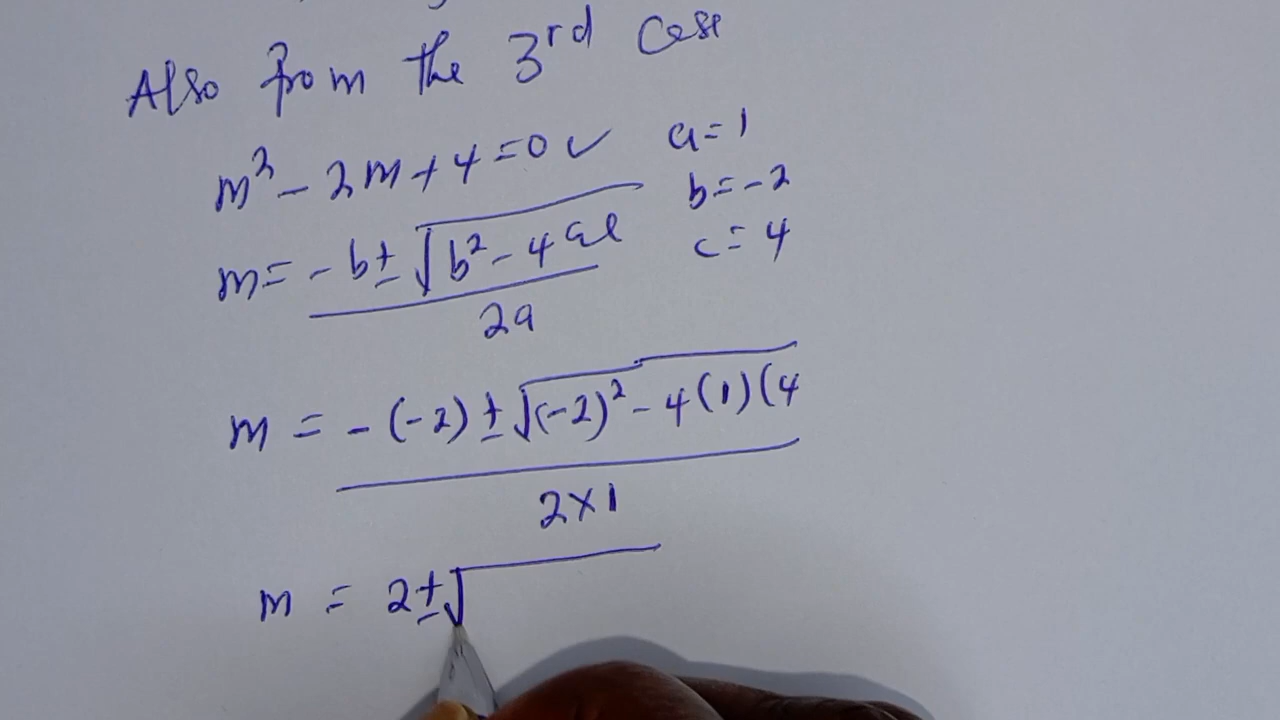 Also from the 3rd case
m² - 2m + 4 = 0 ✓ a = 1
b = -2
m = - b ± √b² - 4ac / 2a
c = 4
m = - (-2) ± √(-2)² - 4(1)(4 / 2×1
m = 2 ± √